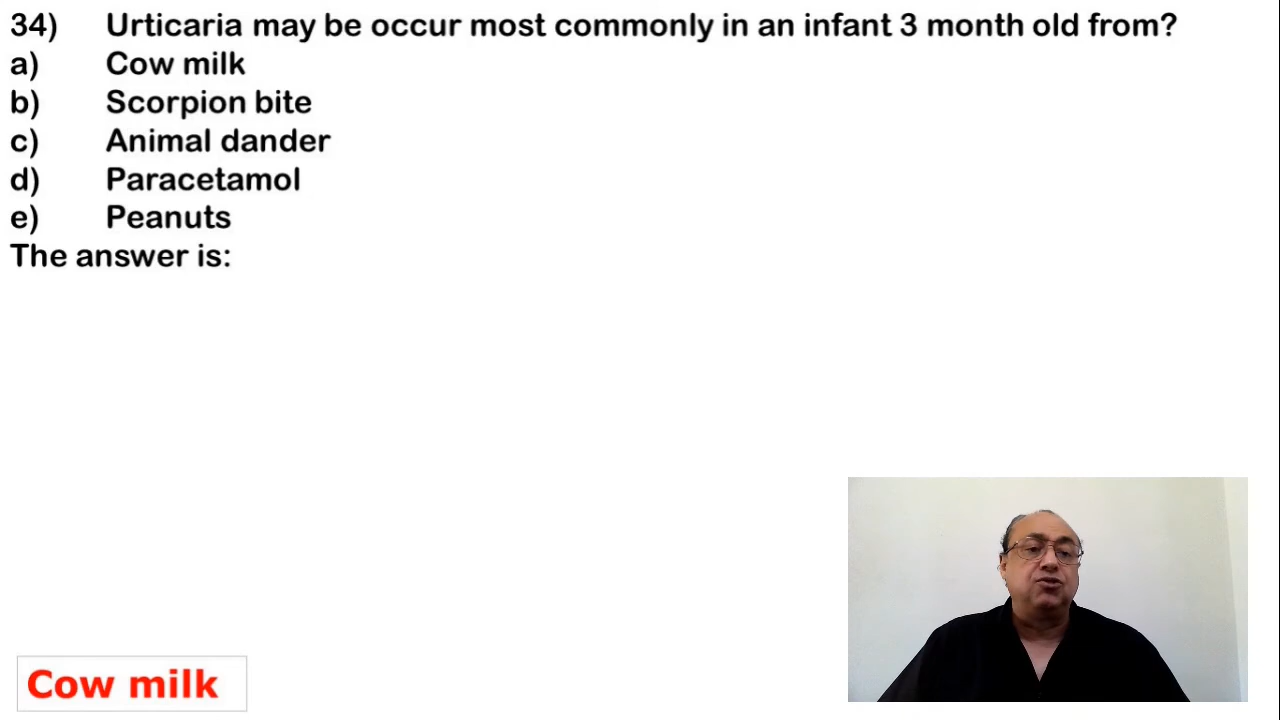 34) Urticaria may be occur most commonly in an infant 3 month old from?
a) Cow milk
b) Scorpion bite
c) Animal dander
d) Paracetamol
e) Peanuts
The answer is:
Cow milk